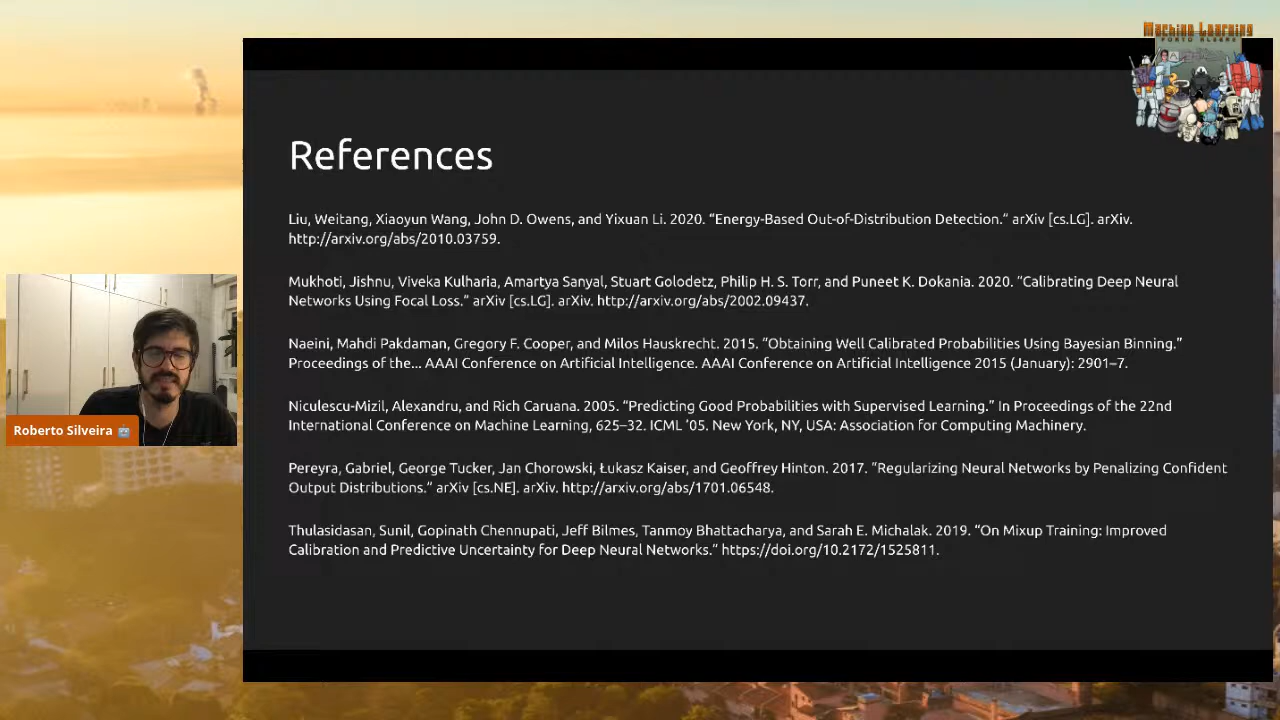 Machine Learning
PORTO ALEGRE
References
Liu, Weitang, Xiaoyun Wang, John D. Owens, and Yixuan Li. 2020. “Energy-Based Out-of-Distribution Detection.” arXiv [cs.LG]. arXiv.
http://arxiv.org/abs/2010.03759.
Mukhoti, Jishnu, Viveka Kulharia, Amartya Sanyal, Stuart Golodetz, Philip H. S. Torr, and Puneet K. Dokania. 2020. “Calibrating Deep Neural
Networks Using Focal Loss.” arXiv [cs.LG]. arXiv. http://arxiv.org/abs/2002.09437.
Naeini, Mahdi Pakdaman, Gregory F. Cooper, and Milos Hauskrecht. 2015. “Obtaining Well Calibrated Probabilities Using Bayesian Binning.”
Proceedings of the... AAAI Conference on Artificial Intelligence. AAAI Conference on Artificial Intelligence 2015 (January): 2901–7.
Niculescu-Mizil, Alexandru, and Rich Caruana. 2005. “Predicting Good Probabilities with Supervised Learning.” In Proceedings of the 22nd
International Conference on Machine Learning, 625–32. ICML ’05. New York, NY, USA: Association for Computing Machinery.
Pereyra, Gabriel, George Tucker, Jan Chorowski, Łukasz Kaiser, and Geoffrey Hinton. 2017. “Regularizing Neural Networks by Penalizing Confident
Output Distributions.” arXiv [cs.NE]. arXiv. http://arxiv.org/abs/1701.06548.
Thulasidasan, Sunil, Gopinath Chennupati, Jeff Bilmes, Tanmoy Bhattacharya, and Sarah E. Michalak. 2019. “On Mixup Training: Improved
Calibration and Predictive Uncertainty for Deep Neural Networks.” https://doi.org/10.2172/1525811.
Roberto Silveira 🤖